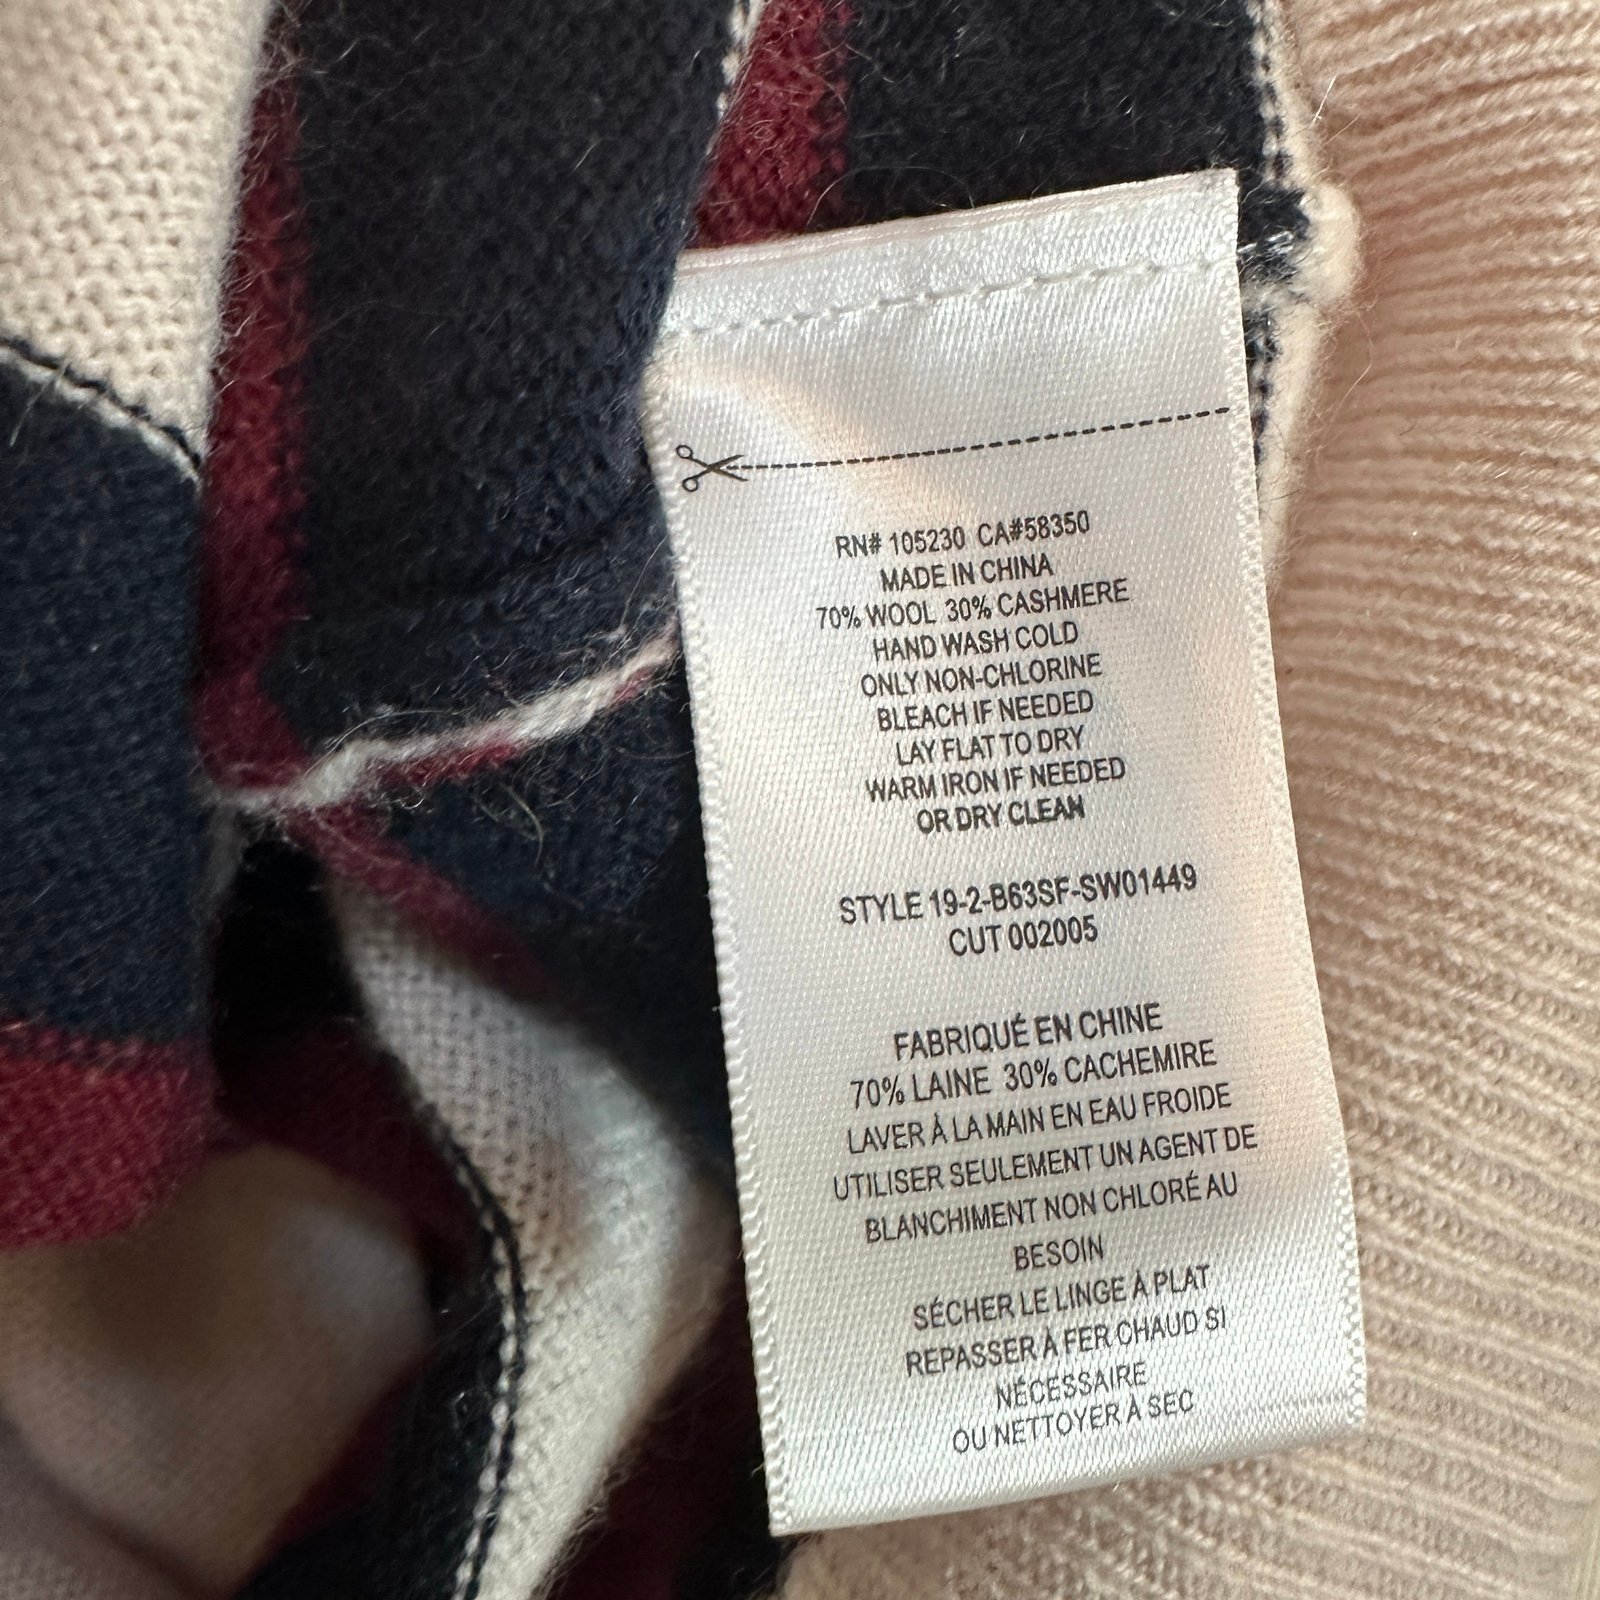 RN# 105230 CA#58350
MADE IN CHINA
70% WOOL 30% CASHMERE
HAND WASH COLD
ONLY NON-CHLORINE
BLEACH IF NEEDED
LAY FLAT TO DRY
WARM IRON IF NEEDED
OR DRY CLEAN
STYLE 19-2-B63SF-SW01449
CUT 002005
FABRIQUÉ EN CHINE
70% LAINE 30% CACHEMIRE
LAVER À LA MAIN EN EAU FROIDE
UTILISER SEULEMENT UN AGENT DE
BLANCHIMENT NON CHLORÉ AU
BESOIN
SÉCHER LE LINGE À PLAT
REPASSER À FER CHAUD SI
NÉCESSAIRE
OU NETTOYER À SEC